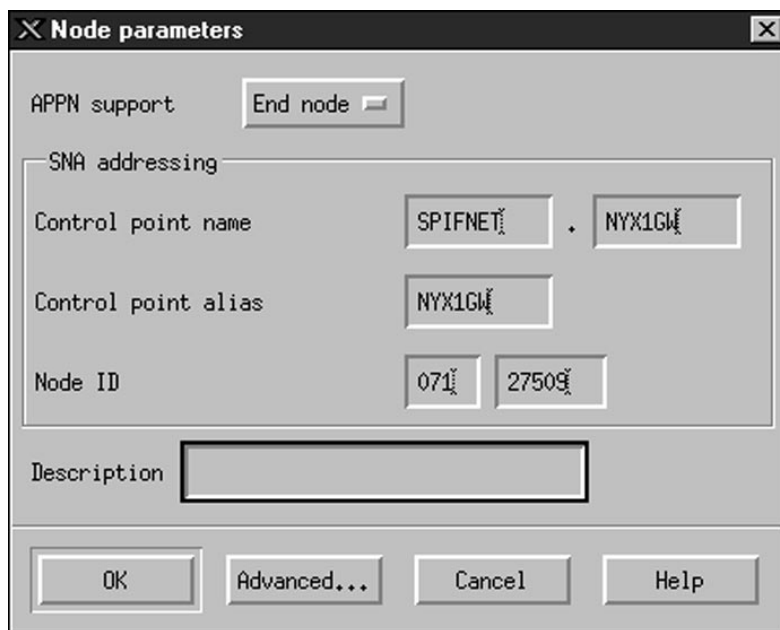 Node parameters
APPN support End node
SNA addressing
Control point name SPIFNET . NYX1GW
Control point alias NYX1GW
Node ID 071 27509
Description
OK Advanced... Cancel Help